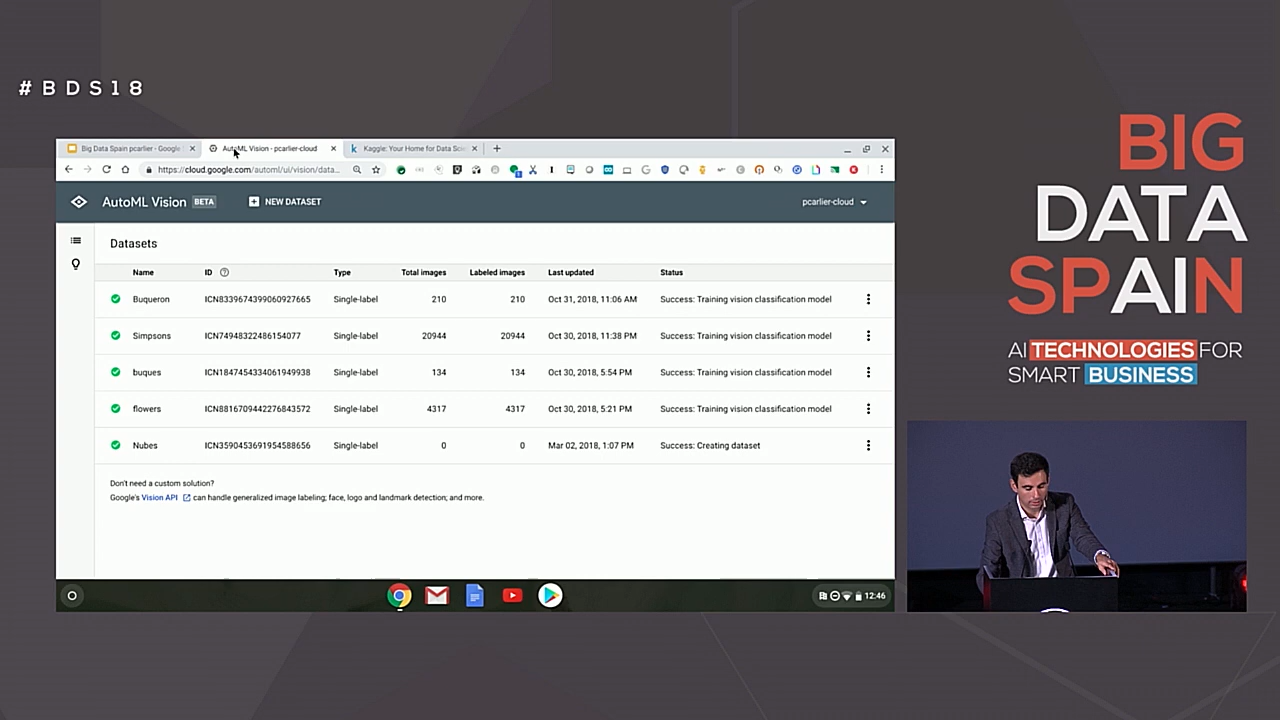 #BDS18
Big Data Spain pcarlier - Google S
AutoML Vision - pcarlier-cloud
Kaggle: Your Home for Data Scie
https://cloud.google.com/automl/ui/vision/data...
AutoML Vision BETA NEW DATASET pcarlier-cloud
Datasets
Name ID Type Total images Labeled images Last updated Status
Buqueron ICN8339674399060927665 Single-label 210 210 Oct 31, 2018, 11:06 AM Success: Training vision classification model
Simpsons ICN74948322486154077 Single-label 20944 20944 Oct 30, 2018, 11:38 PM Success: Training vision classification model
buques ICN1847454334061949938 Single-label 134 134 Oct 30, 2018, 5:54 PM Success: Training vision classification model
flowers ICN8816709442276843572 Single-label 4317 4317 Oct 30, 2018, 5:21 PM Success: Training vision classification model
Nubes ICN3590453691954588656 Single-label 0 0 Mar 02, 2018, 1:07 PM Success: Creating dataset
Don't need a custom solution?
Google's Vision API can handle generalized image labeling; face, logo and landmark detection; and more.
12:46
BIG
DATA
SPAIN
AI TECHNOLOGIES FOR
SMART BUSINESS